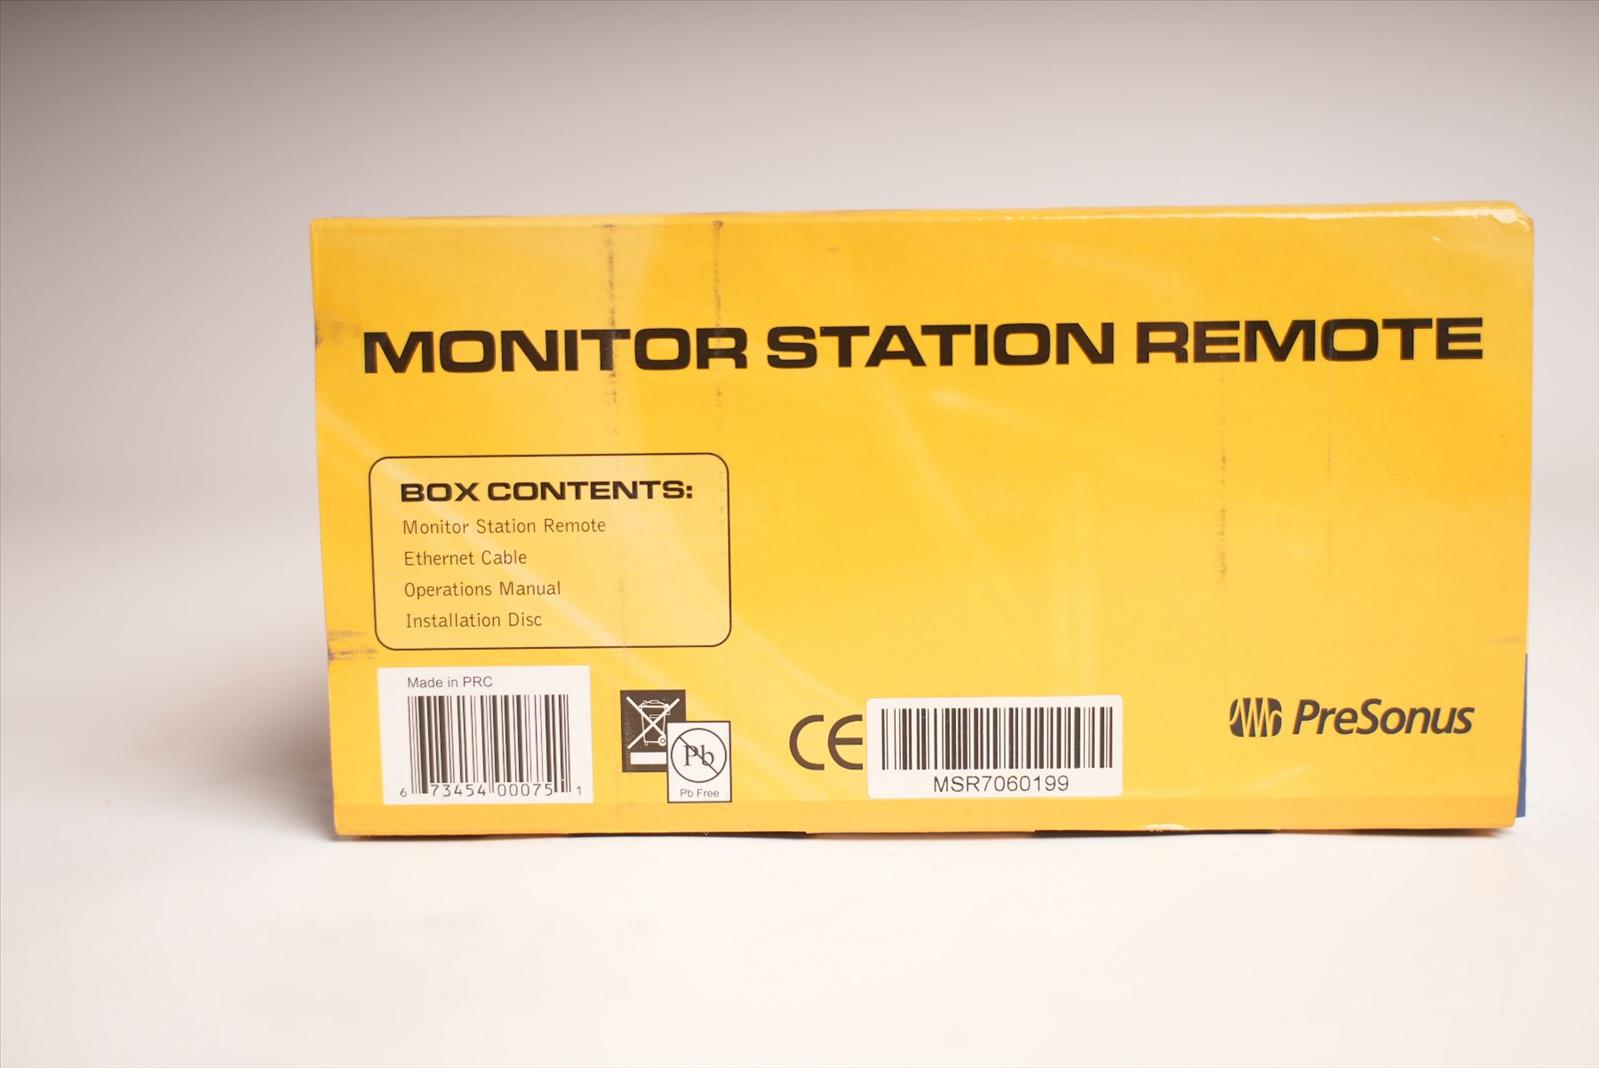 MONITOR STATION REMOTE
BOX CONTENTS:
Monitor Station Remote
Ethernet Cable
Operations Manual
Installation Disc
Made in PRC
6 73454 00075 1
Pb
Pb Free
CE
MSR7060199
PreSonus